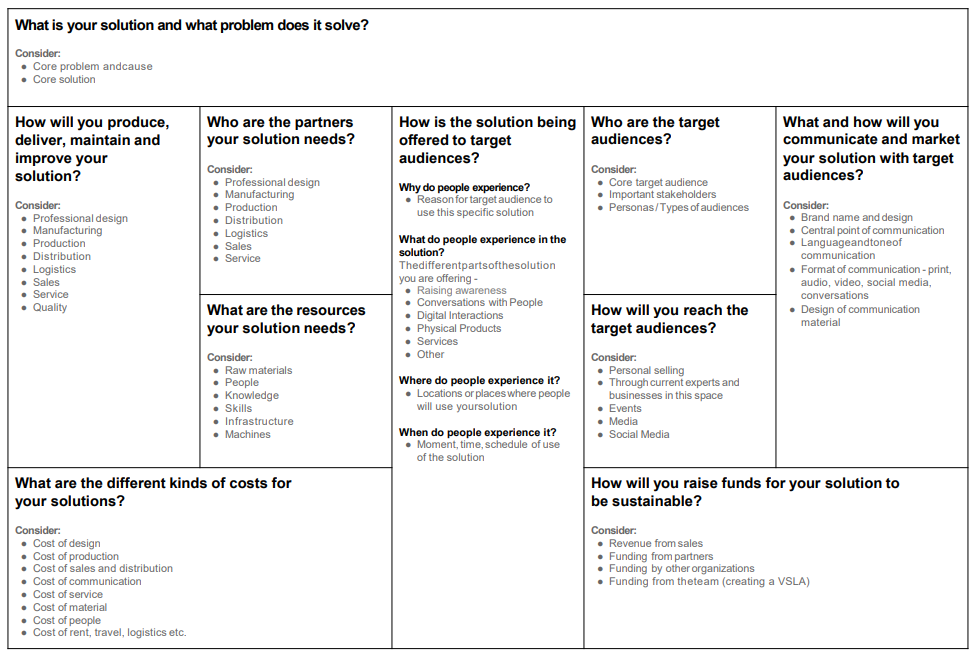 What is your solution and what problem does it solve?
Consider:
● Core problem andcause
● Core solution
How will you produce,
deliver, maintain and
improve your
solution?
Consider:
● Professional design
● Manufacturing
● Production
● Distribution
● Logistics
● Sales
● Service
● Quality
Who are the partners
your solution needs?
Consider:
● Professional design
● Manufacturing
● Production
● Distribution
● Logistics
● Sales
● Service
What are the resources
your solution needs?
Consider:
● Raw materials
● People
● Knowledge
● Skills
● Infrastructure
● Machines
How is the solution being
offered to target
audiences?
Why do people experience?
● Reason for target audience to
use this specific solution
What do people experience in the
solution?
Thedifferentpartsofthesolution
you are offering -
● Raising awareness
● Conversations with People
● Digital Interactions
● Physical Products
● Services
● Other
Where do people experience it?
● Locations or places where people
will use yoursolution
When do people experience it?
● Moment, time, schedule of use
of the solution
Who are the target
audiences?
Consider:
● Core target audience
● Important stakeholders
● Personas / Types of audiences
How will you reach the
target audiences?
Consider:
● Personal selling
● Through current experts and
businesses in this space
● Events
● Media
● Social Media
What and how will you
communicate and market
your solution with target
audiences?
Consider:
● Brand name and design
● Central point of communication
● Languageandtoneof
communication
● Format of communication - print,
audio, video, social media,
conversations
● Design of communication
material
What are the different kinds of costs for
your solutions?
Consider:
● Cost of design
● Cost of production
● Cost of sales and distribution
● Cost of communication
● Cost of service
● Cost of material
● Cost of people
● Cost of rent, travel, logistics etc.
How will you raise funds for your solution to
be sustainable?
Consider:
● Revenue from sales
● Funding from partners
● Funding by other organizations
● Funding from theteam (creating a VSLA)